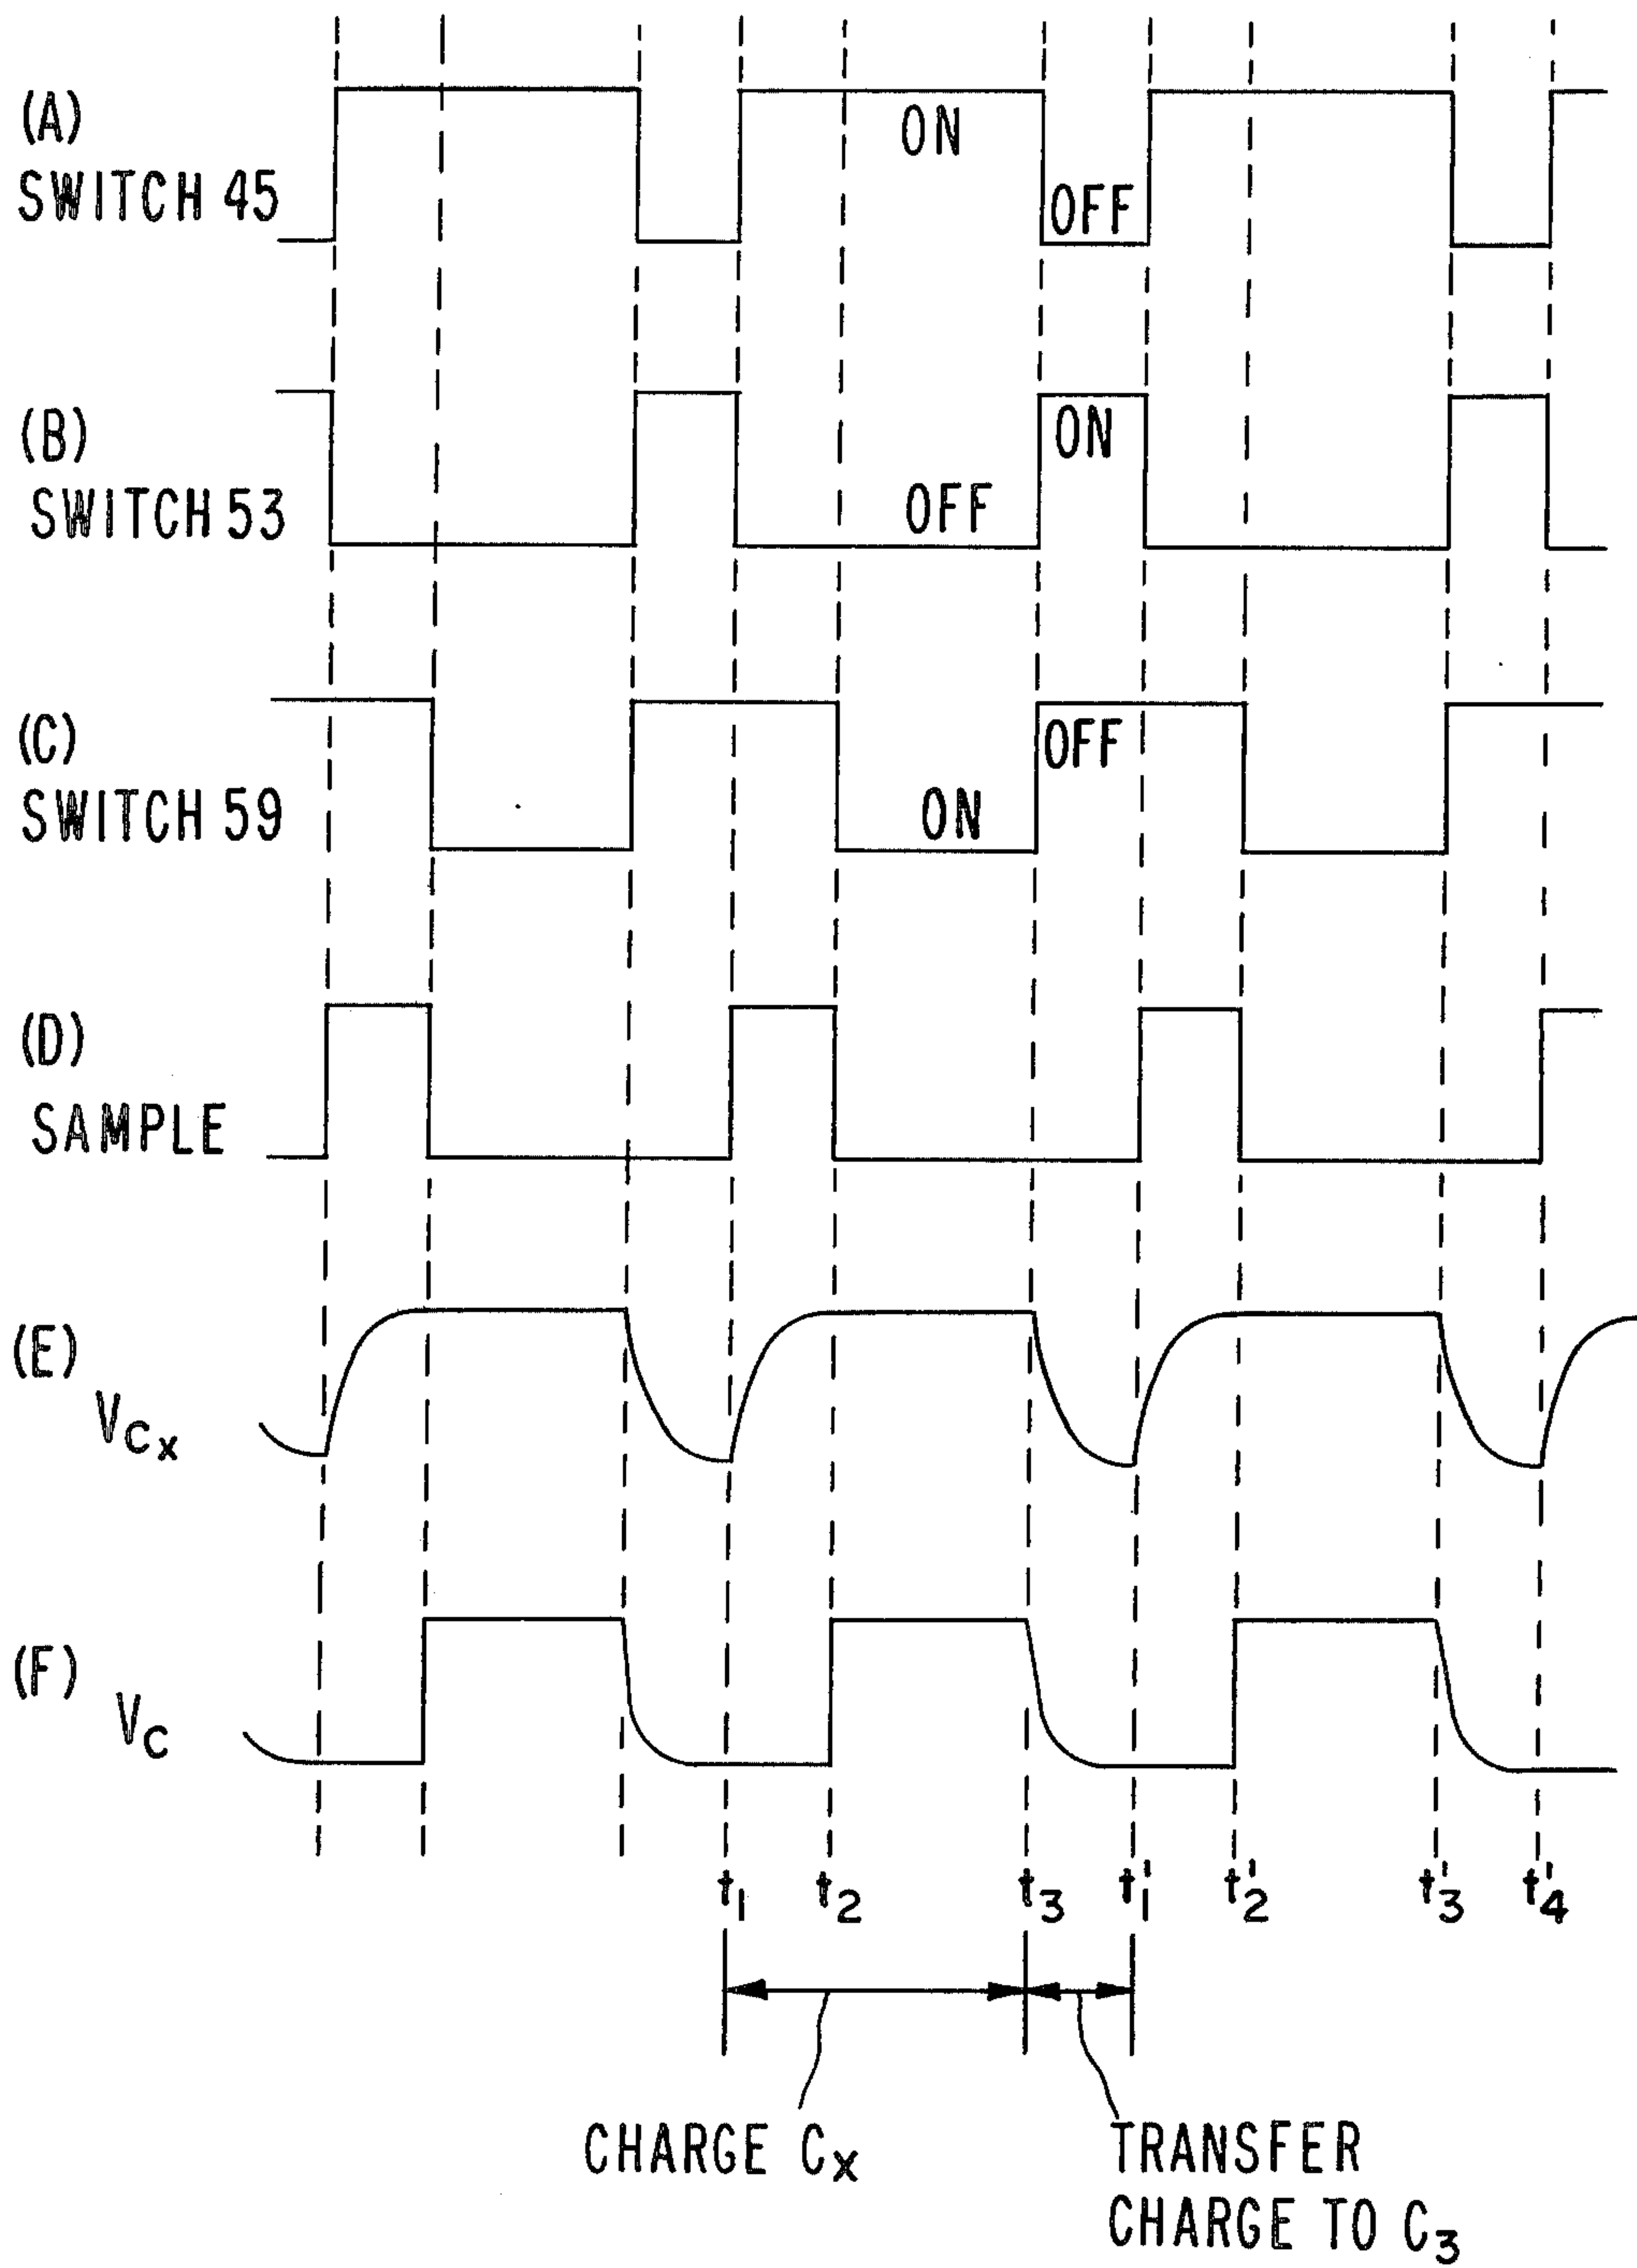 (A)
SWITCH 45
ON
OFF
(B)
SWITCH 53
ON
OFF
(C)
SWITCH 59
OFF
ON
(D)
SAMPLE
(E)
VCx
(F)
VC
t1 t2 t3 t'1 t'2 t'3 t'4
CHARGE Cx
TRANSFER
CHARGE TO C3